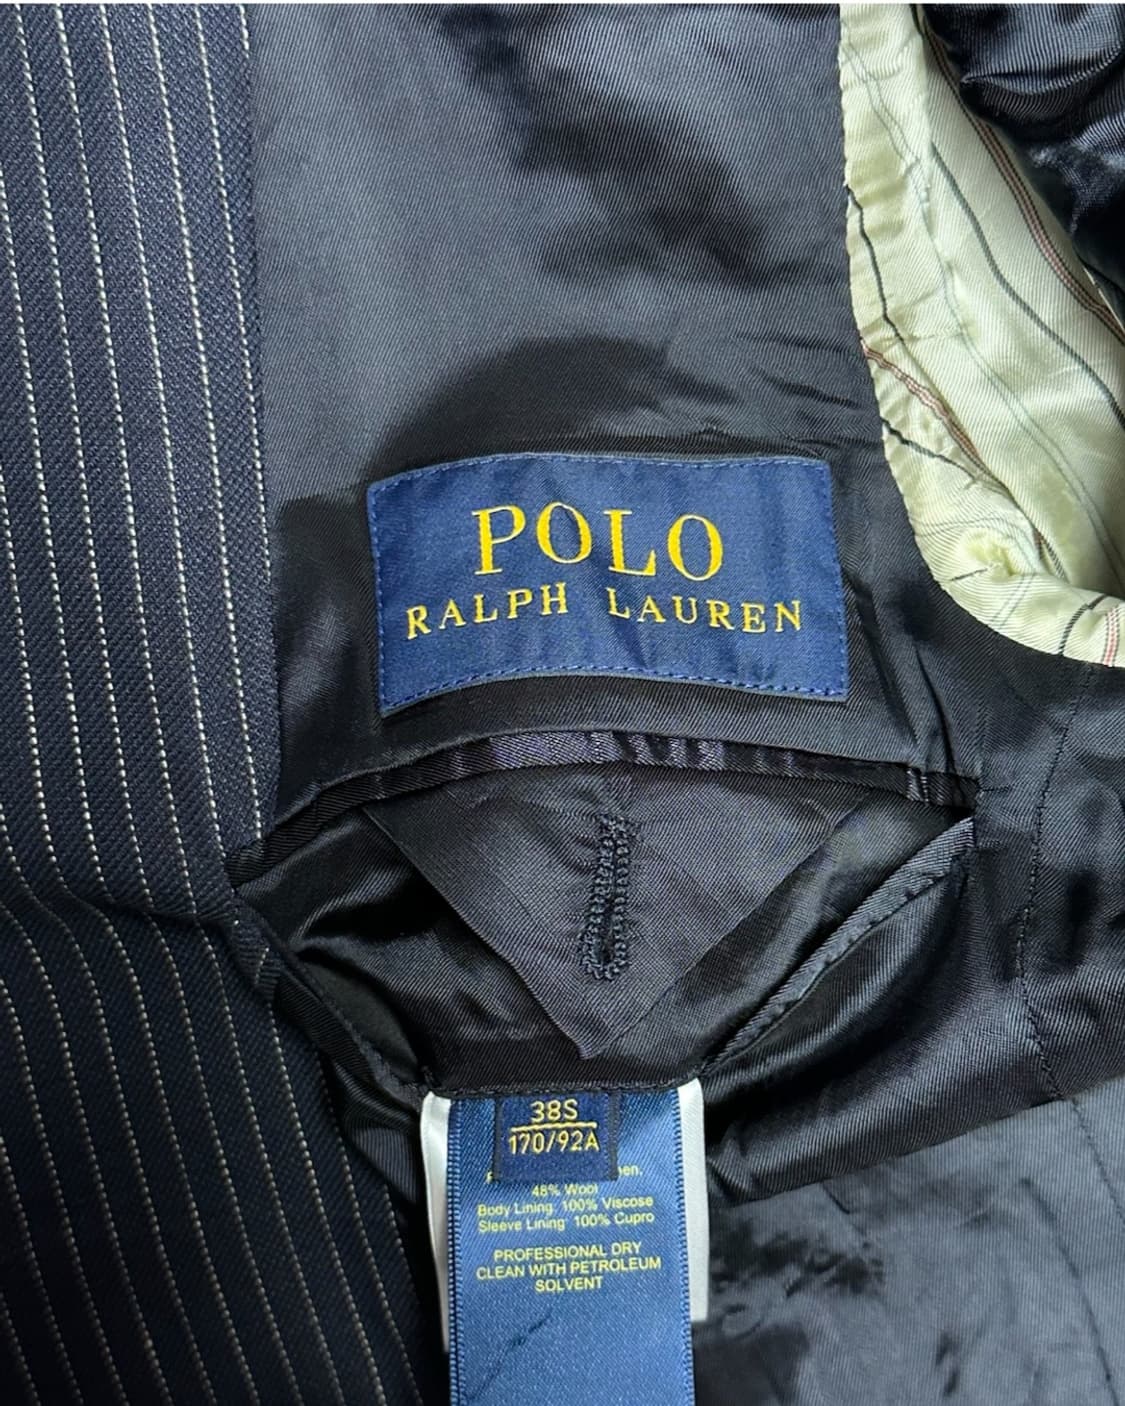 POLO
RALPH LAUREN
38S
170/92A
48% Wool
Body Lining: 100% Viscose
Sleeve Lining: 100% Cupro
PROFESSIONAL DRY
CLEAN WITH PETROLEUM
SOLVENT